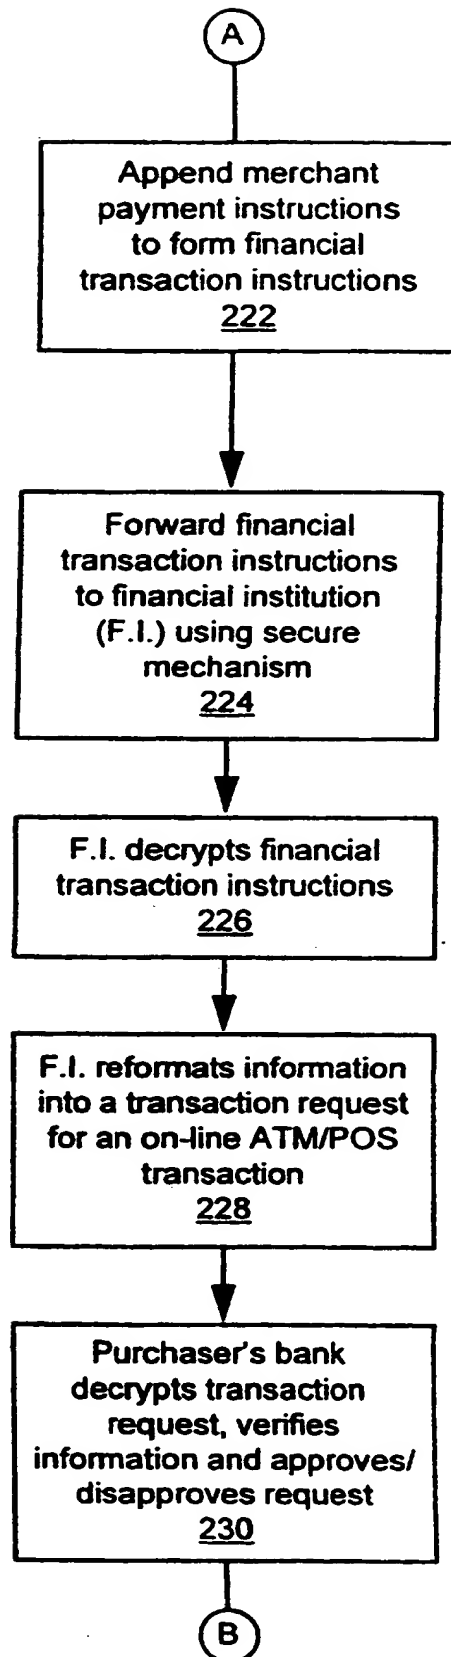 A
Append merchant
payment instructions
to form financial
transaction instructions
222
Forward financial
transaction instructions
to financial institution
(F.I.) using secure
mechanism
224
F.I. decrypts financial
transaction instructions
226
F.I. reformats information
into a transaction request
for an on-line ATM/POS
transaction
228
Purchaser's bank
decrypts transaction
request, verifies
information and approves/
disapproves request
230
B